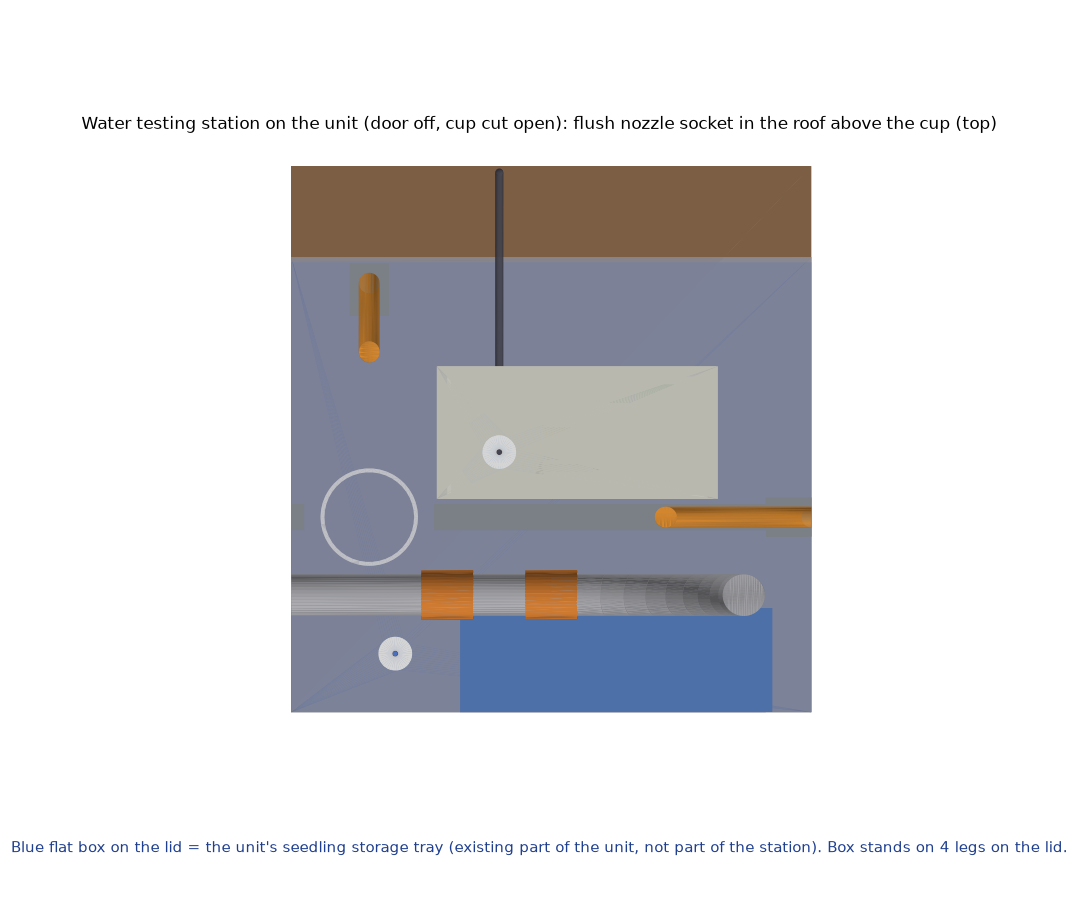 Water testing station on the unit (door off, cup cut open): flush nozzle socket in the roof above the cup (top)
Blue flat box on the lid = the unit's seedling storage tray (existing part of the unit, not part of the station). Box stands on 4 legs on the lid.